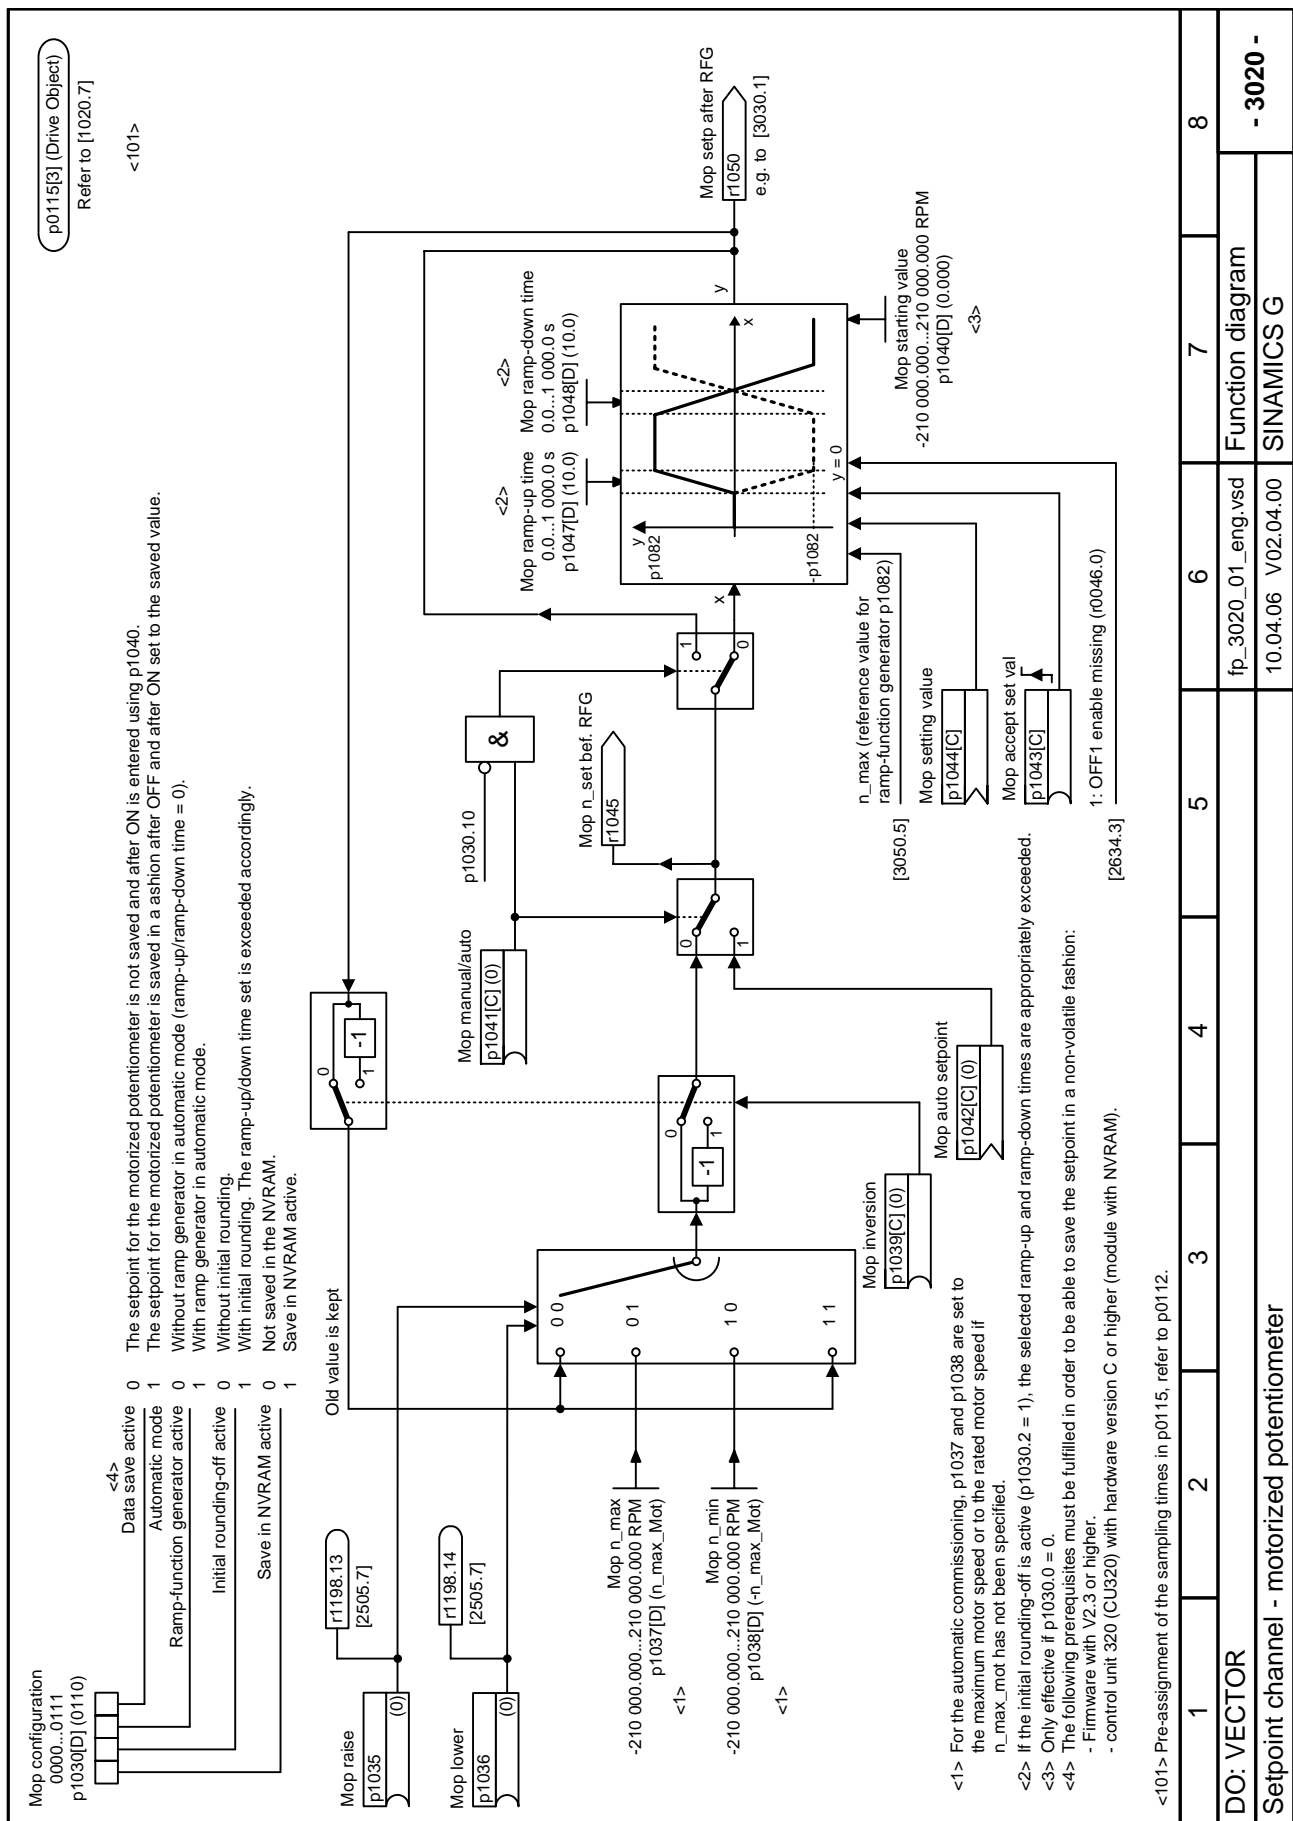 Mop configuration
0000...0111
p1030[D] (0110)
<4>
Data save active
0 The setpoint for the motorized potentiometer is not saved and after ON is entered using p1040.
1 The setpoint for the motorized potentiometer is saved in a ashion after OFF and after ON set to the saved value.
Automatic mode
0 Without ramp generator in automatic mode (ramp-up/ramp-down time = 0).
1 With ramp generator in automatic mode.
Ramp-function generator active
0 Without initial rounding.
1 With initial rounding. The ramp-up/down time set is exceeded accordingly.
Initial rounding-off active
0 Not saved in the NVRAM.
1 Save in NVRAM active.
Save in NVRAM active
p0115[3] (Drive Object)
Refer to [1020.7]
<101>
Mop raise
p1035
(0)
r1198.13
[2505.7]
Mop lower
p1036
(0)
r1198.14
[2505.7]
Old value is kept
Mop n_max
-210 000.000...210 000.000 RPM
p1037[D] (n_max_Mot)
<1>
Mop n_min
-210 000.000...210 000.000 RPM
p1038[D] (-n_max_Mot)
<1>
0 0
0 1
1 0
1 1
0
-1
1
0
-1
1
Mop inversion
p1039[C] (0)
Mop manual/auto
p1041[C] (0)
Mop auto setpoint
p1042[C] (0)
0
1
p1030.10
&
Mop n_set bef. RFG
r1045
1
0
x
<2>
Mop ramp-up time
0.0...1 000.0 s
p1047[D] (10.0)
<2>
Mop ramp-down time
0.0...1 000.0 s
p1048[D] (10.0)
y
p1082
-p1082
x
y = 0
y
Mop setp after RFG
r1050
e.g. to [3030.1]
n_max (reference value for
ramp-function generator p1082)
[3050.5]
Mop setting value
p1044[C]
Mop accept set val
p1043[C]
1: OFF1 enable missing (r0046.0)
[2634.3]
Mop starting value
-210 000.000...210 000.000 RPM
p1040[D] (0.000)
<3>
<1> For the automatic commissioning, p1037 and p1038 are set to
the maximum motor speed or to the rated motor speed if
n_max_mot has not been specified.
<2> If the initial rounding-off is active (p1030.2 = 1), the selected ramp-up and ramp-down times are appropriately exceeded.
<3> Only effective if p1030.0 = 0.
<4> The following prerequisites must be fulfilled in order to be able to save the setpoint in a non-volatile fashion:
- Firmware with V2.3 or higher.
- control unit 320 (CU320) with hardware version C or higher (module with NVRAM).
<101> Pre-assignment of the sampling times in p0115, refer to p0112.
1 2 3 4 5 6 7 8
DO: VECTOR
fp_3020_01_eng.vsd
Function diagram
- 3020 -
Setpoint channel - motorized potentiometer
10.04.06 V02.04.00
SINAMICS G